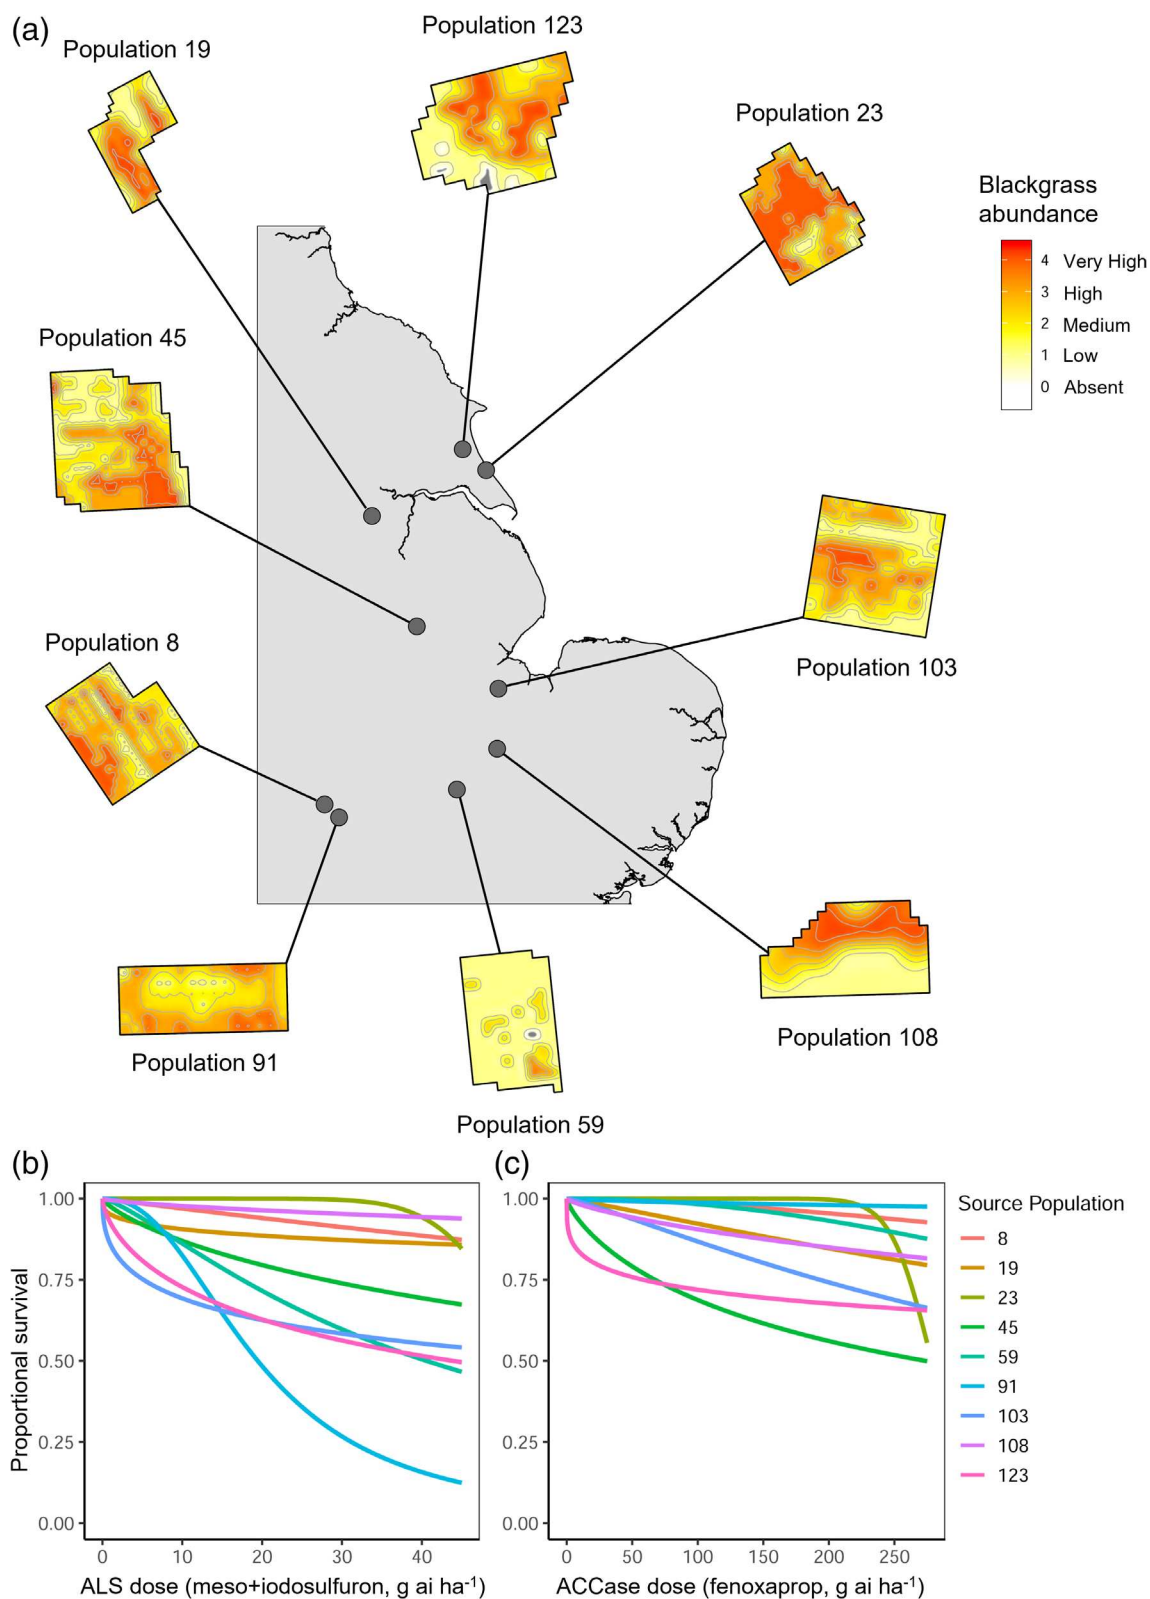 (a)
Population 19
Population 123
Population 23
Blackgrass
abundance
4 Very High
3 High
2 Medium
1 Low
0 Absent
Population 45
Population 103
Population 8
Population 91
Population 59
Population 108
(b)
Proportional survival
1.00
0.75
0.50
0.25
0.00
0 10 20 30 40
ALS dose (meso+iodosulfuron, g ai ha⁻¹)
(c)
1.00
0.75
0.50
0.25
0.00
0 50 100 150 200 250
ACCase dose (fenoxaprop, g ai ha⁻¹)
Source Population
8
19
23
45
59
91
103
108
123